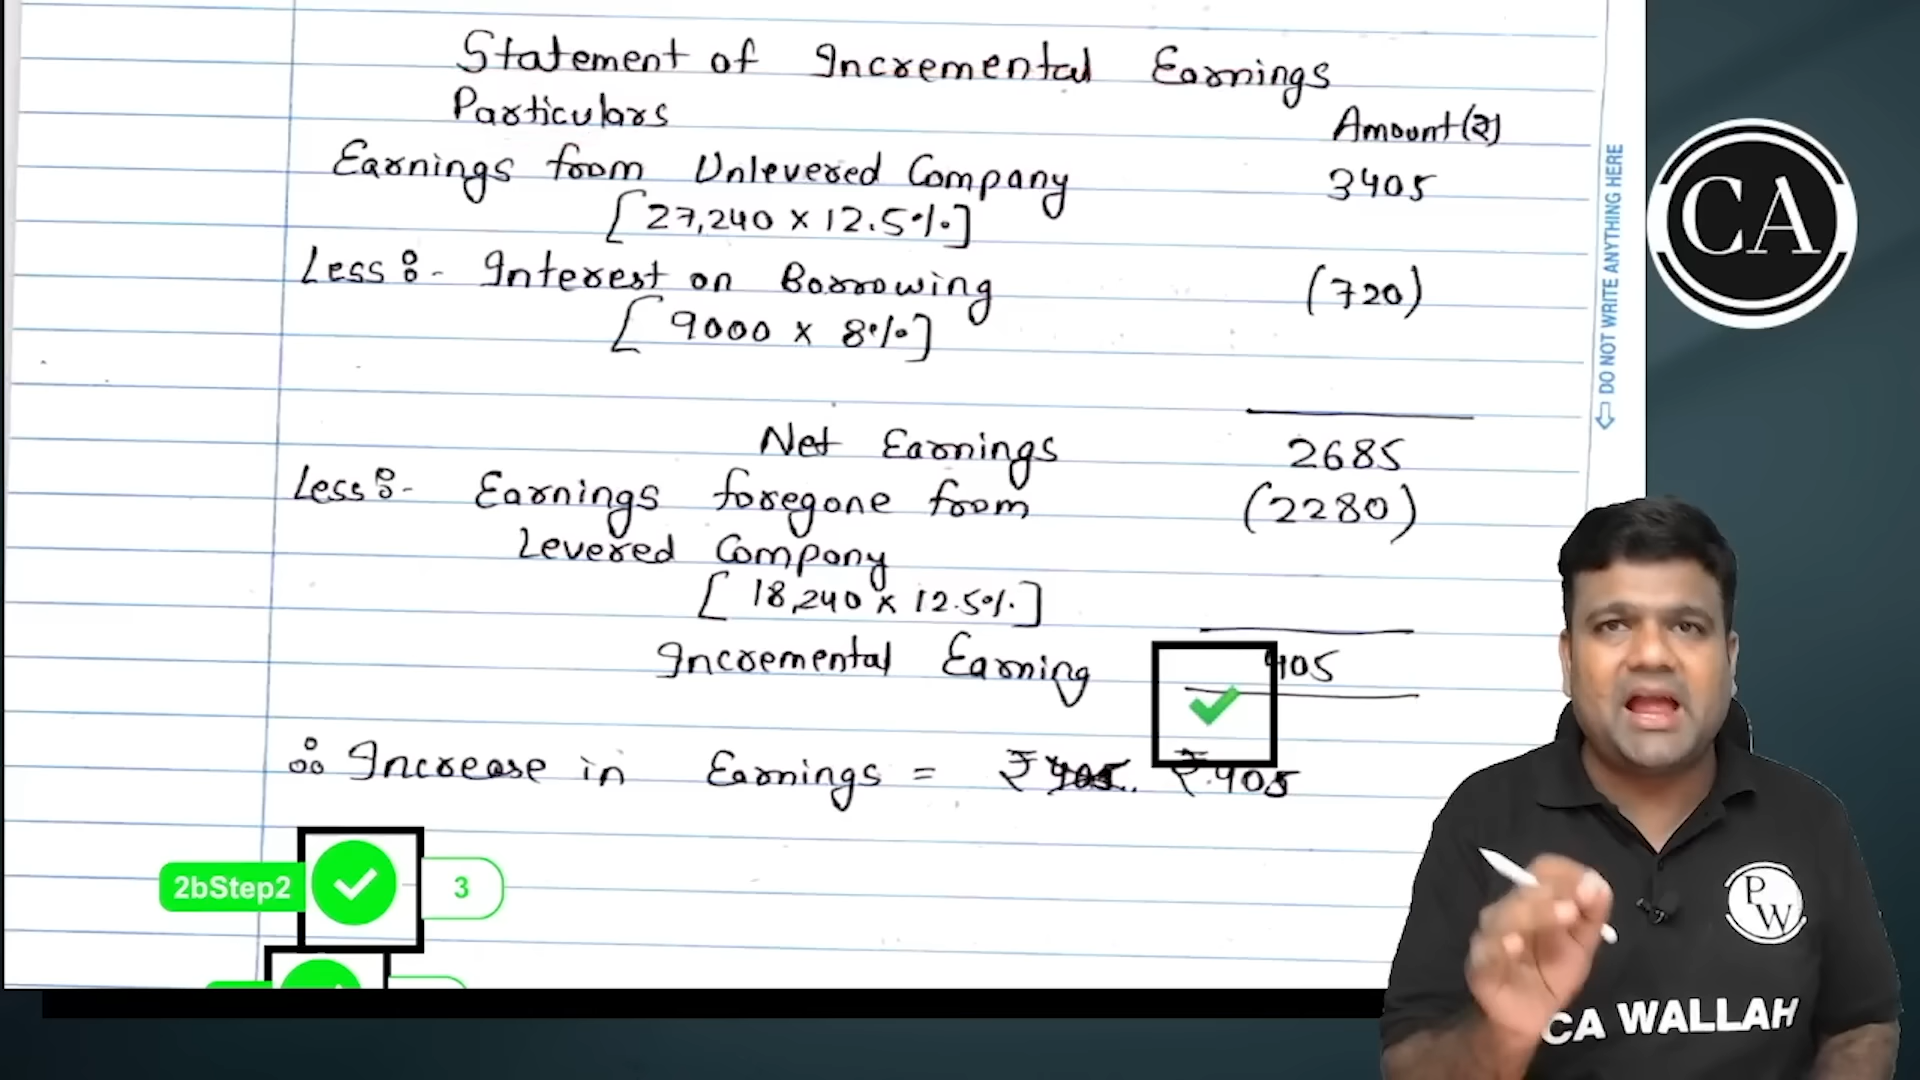 Statement of Incremental Earnings
Particulars
Amount (₹)
Earnings from Unlevered Company 3405
[27,240 × 12.5%]
Less :- Interest on Borrowing (720)
[9000 × 8%]
Net Earnings 2685
Less :- Earnings foregone from (2280)
Levered Company
[18,240 × 12.5%]
Incremental Earning 405
∴ Increase in Earnings = ₹ 405. ₹.405
2bStep2 3
DO NOT WRITE ANYTHING HERE
CA
PW
CA WALLAH